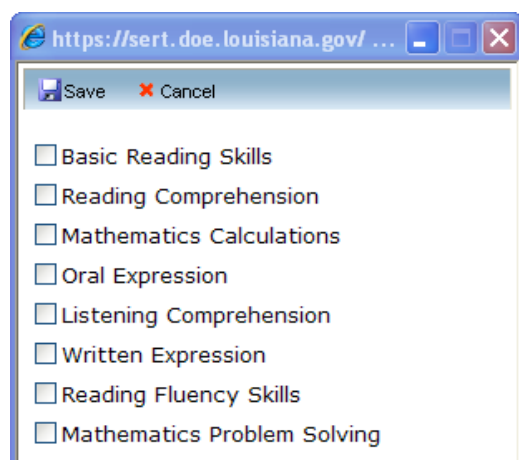 https://sert.doe.louisiana.gov/ ...
Save Cancel
Basic Reading Skills
Reading Comprehension
Mathematics Calculations
Oral Expression
Listening Comprehension
Written Expression
Reading Fluency Skills
Mathematics Problem Solving